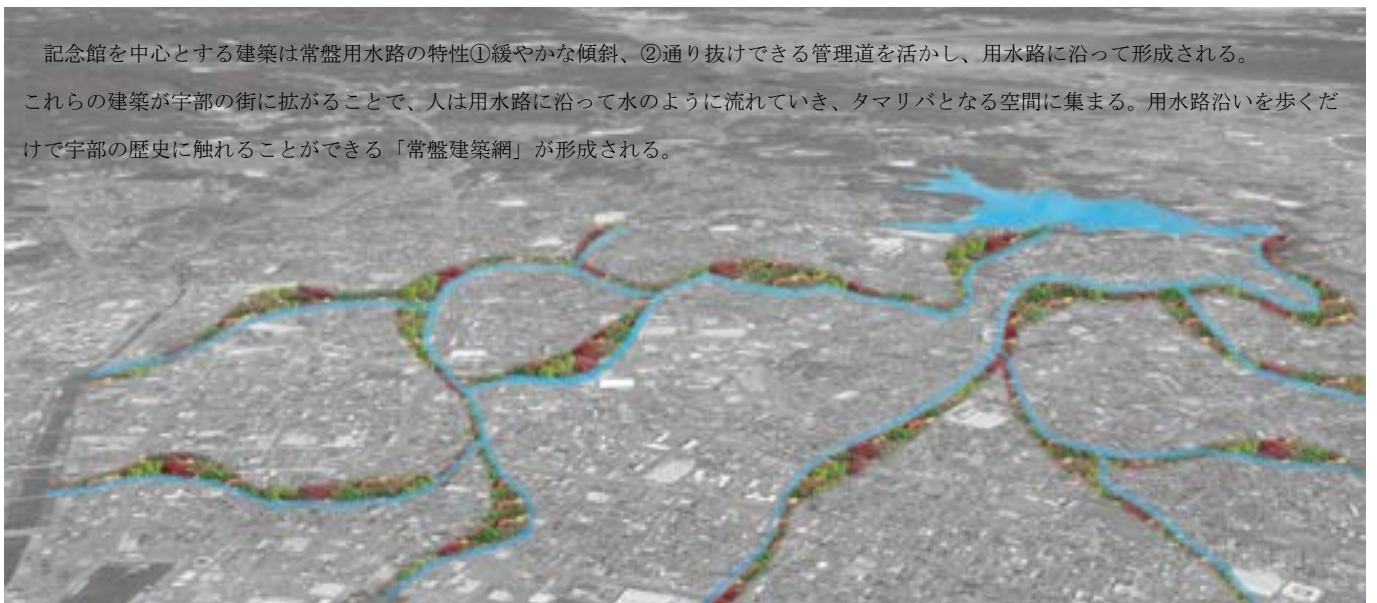 記念館を中心とする建築は常盤用水路の特性①緩やかな傾斜、②通り抜けできる管理道を活かし、用水路に沿って形成される。
これらの建築が宇部の街に拡がることで、人は用水路に沿って水のように流れていき、タマリバとなる空間に集まる。用水路沿いを歩くだ
けで宇部の歴史に触れることができる「常盤建築網」が形成される。